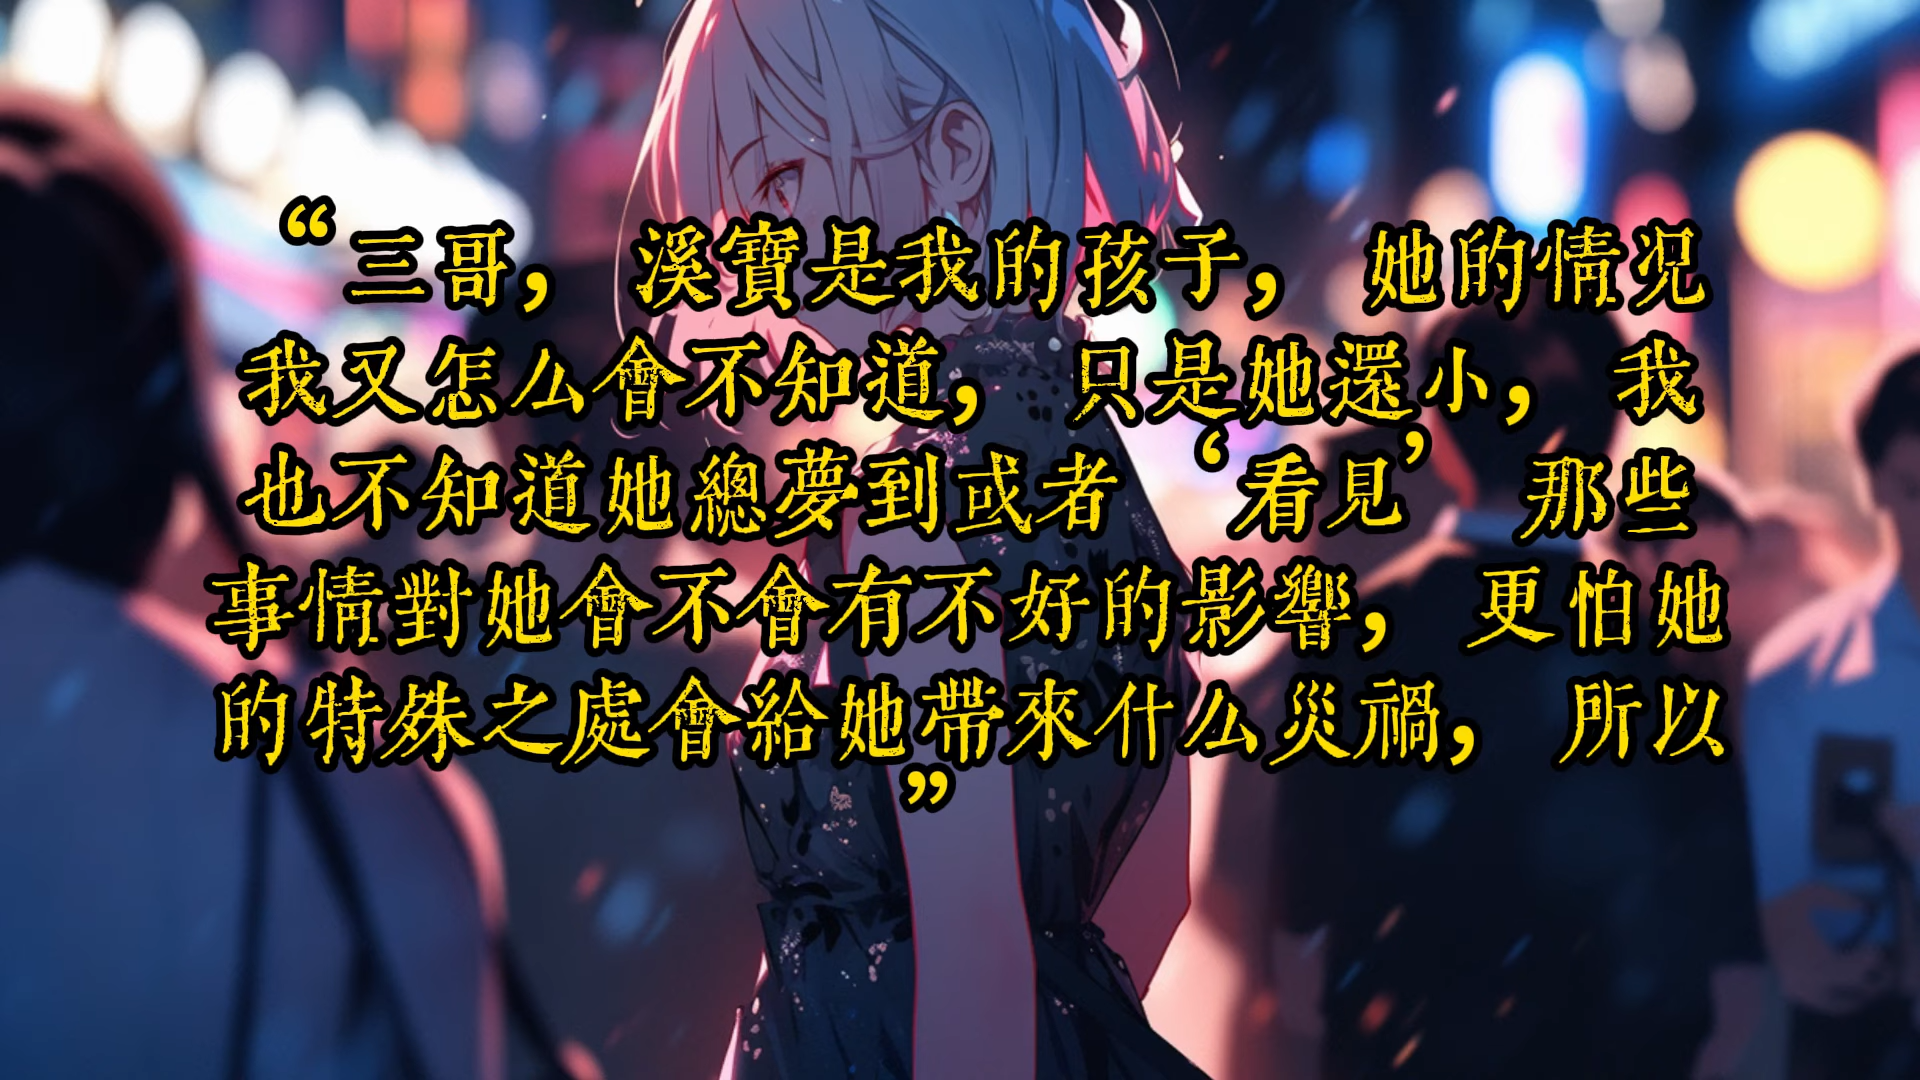 “三哥，溪寶是我的孩子，她的情況
我又怎么會不知道，只是她還小，我
也不知道她總夢到或者‘看見’那些
事情對她會不會有不好的影響，更怕她
的特殊之處會給她帶來什么災禍，所以
”